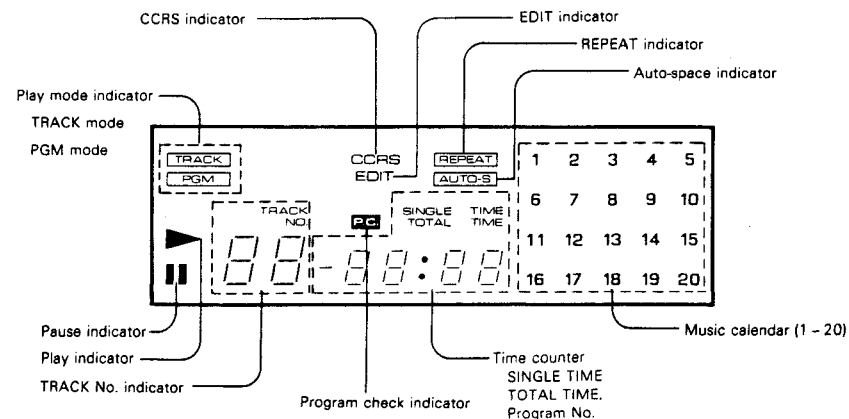 CCRS indicator
EDIT indicator
REPEAT indicator
Auto-space indicator
Play mode indicator
TRACK mode
PGM mode
TRACK
PGM
CCRS
EDIT
REPEAT
AUTO-S
1 2 3 4 5
6 7 8 9 10
11 12 13 14 15
16 17 18 19 20
TRACK
NO.
P.C.
SINGLE TIME
TOTAL TIME
88 -88:88
Pause indicator
Play indicator
TRACK No. indicator
Program check indicator
Time counter
SINGLE TIME
TOTAL TIME.
Program No.
Music calendar (1 – 20)